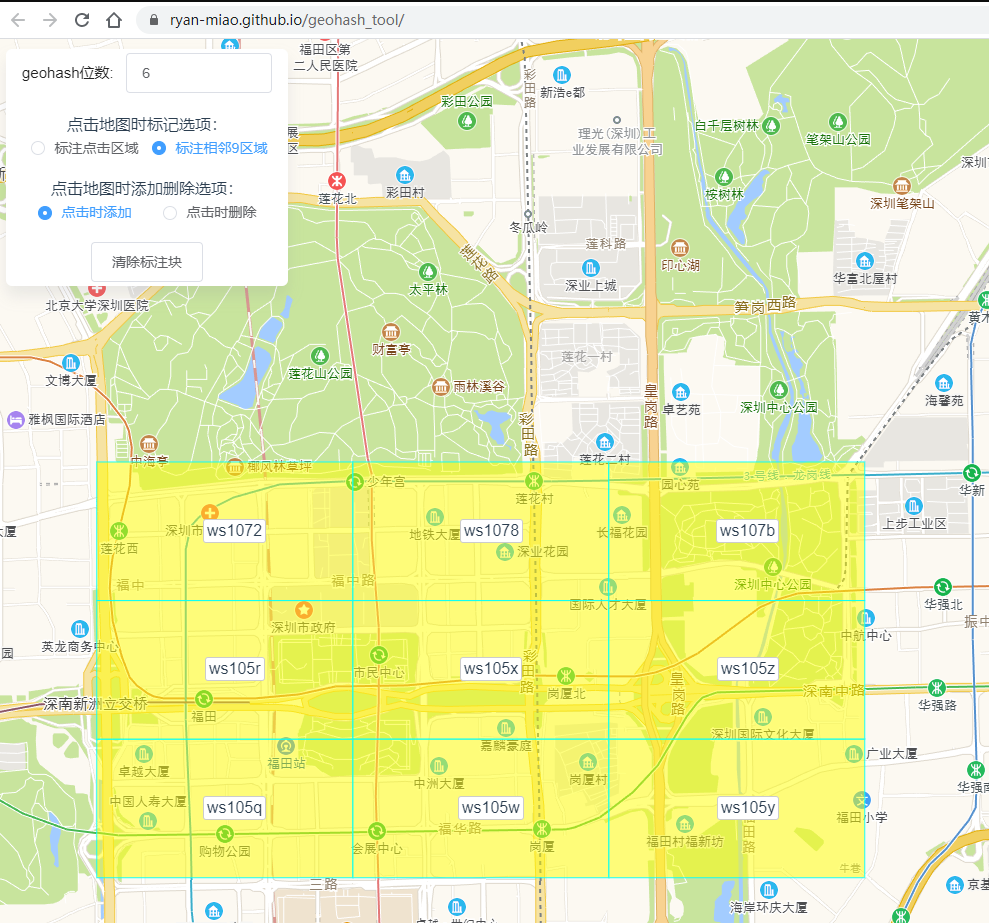 ryan-miao.github.io/geohash_tool/
geohash位数:
6
点击地图时标记选项：
标注点击区域
标注相邻9区域
点击地图时添加删除选项：
点击时添加
点击时删除
清除标注块
福田区第
二人民医院
彩田路
新浩e都
彩田公园
理光(深圳)工
业发展有限公司
白千层树林
笔架山公园
展
区
莲花北
彩田村
桉树林
深圳笔架山
冬瓜岭
莲科路
莲花路
印心湖
华富北屋村
太平林
深业上城
北京大学深圳医院
笋岗西路
黄木
财富亭
莲花一村
文博大厦
莲花山公园
雨林溪谷
皇岗路
卓艺苑
深圳中心公园
海馨苑
雅枫国际酒店
彩田路
中海亭
莲花二村
椰风林草坪
少年宫
园心苑
3号线—龙岗线
华新
莲花村
深圳市
ws1072
地铁大厦
ws1078
长福花园
ws107b
上步工业区
莲花西
深业花园
福中
福中路
深圳中心公园
国际人才大厦
华强北
深圳市政府
振中
英龙商务中心
中航中心
ws105r
市民中心
ws105x
彩田路
岗厦北
ws105z
皇岗路
深南中路
深南新洲立交桥
福田
华强路
嘉麟豪庭
深圳国际文化大厦
福田站
广业大厦
卓越大厦
中洲大厦
岗厦村
华强南
中国人寿大厦
ws105q
ws105w
ws105y
福田小学
福华路
购物公园
会展中心
岗厦
福田村福新坊
田路
牛巷
三路
京基
海岸环庆大厦